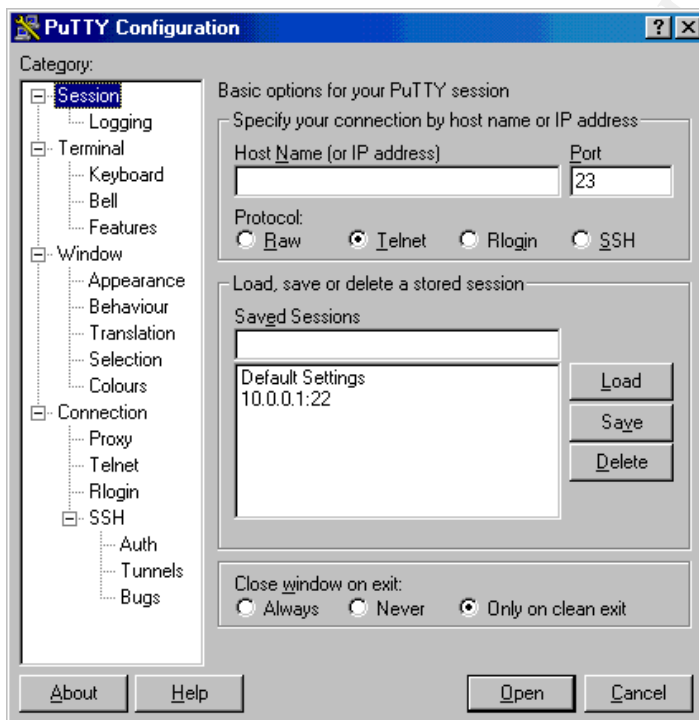 PuTTY Configuration
Category:
Session
Logging
Terminal
Keyboard
Bell
Features
Window
Appearance
Behaviour
Translation
Selection
Colours
Connection
Proxy
Telnet
Rlogin
SSH
Auth
Tunnels
Bugs
Basic options for your PuTTY session
Specify your connection by host name or IP address
Host Name (or IP address) Port
23
Protocol:
Raw Telnet Rlogin SSH
Load, save or delete a stored session
Saved Sessions
Default Settings
10.0.0.1:22
Load
Save
Delete
Close window on exit:
Always Never Only on clean exit
About Help Open Cancel